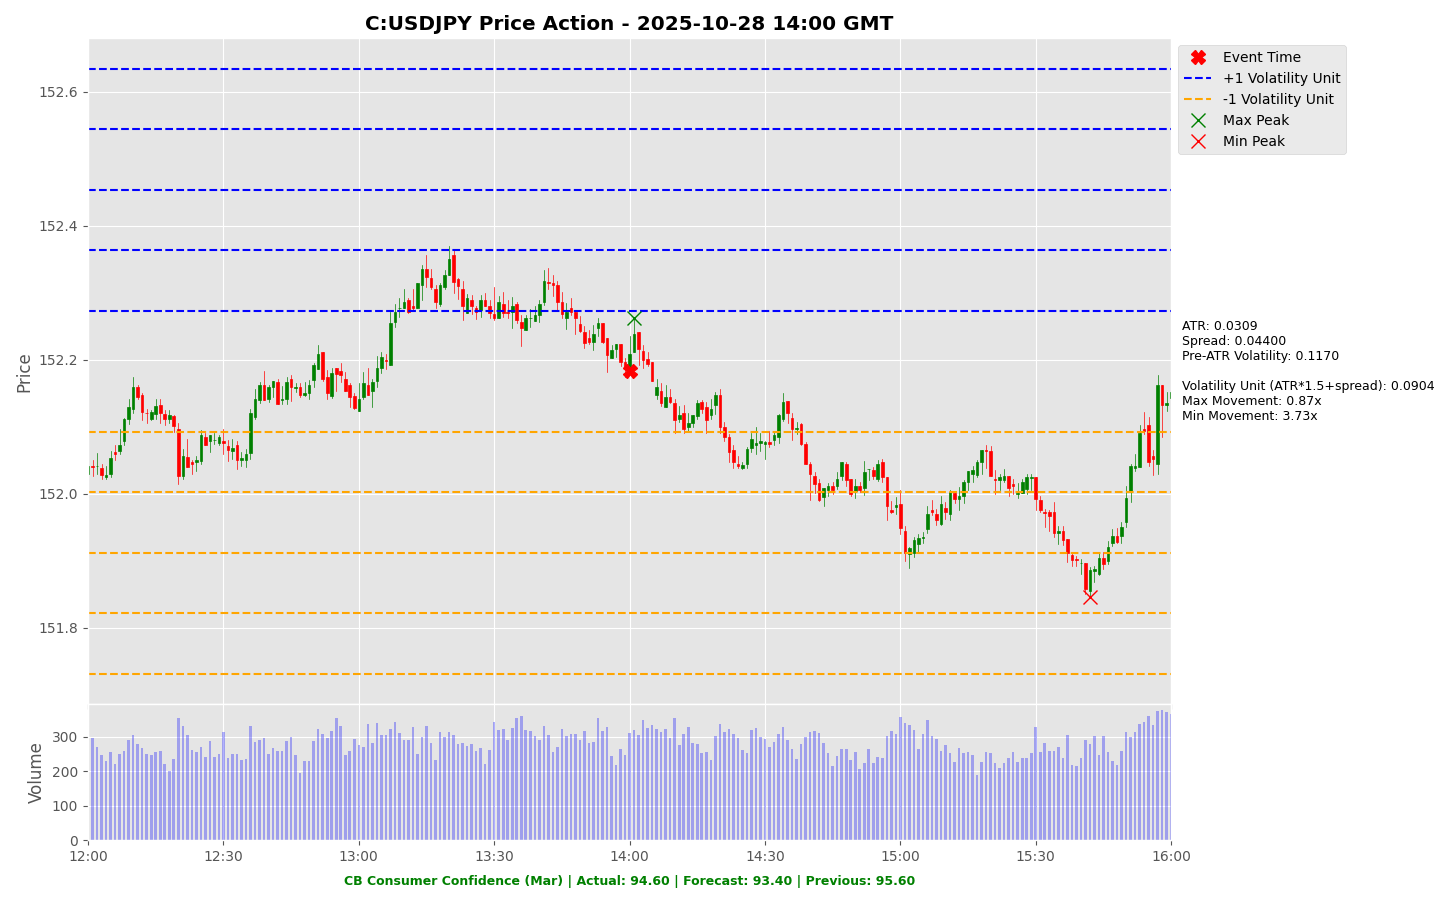 C:USDJPY Price Action - 2025-10-28 14:00 GMT
Event Time
+1 Volatility Unit
-1 Volatility Unit
Max Peak
Min Peak
152.6
152.4
152.2
152.0
151.8
Price
ATR: 0.0309
Spread: 0.04400
Pre-ATR Volatility: 0.1170
Volatility Unit (ATR*1.5+spread): 0.0904
Max Movement: 0.87x
Min Movement: 3.73x
300
200
100
0
Volume
12:00 12:30 13:00 13:30 14:00 14:30 15:00 15:30 16:00
CB Consumer Confidence (Mar) | Actual: 94.60 | Forecast: 93.40 | Previous: 95.60